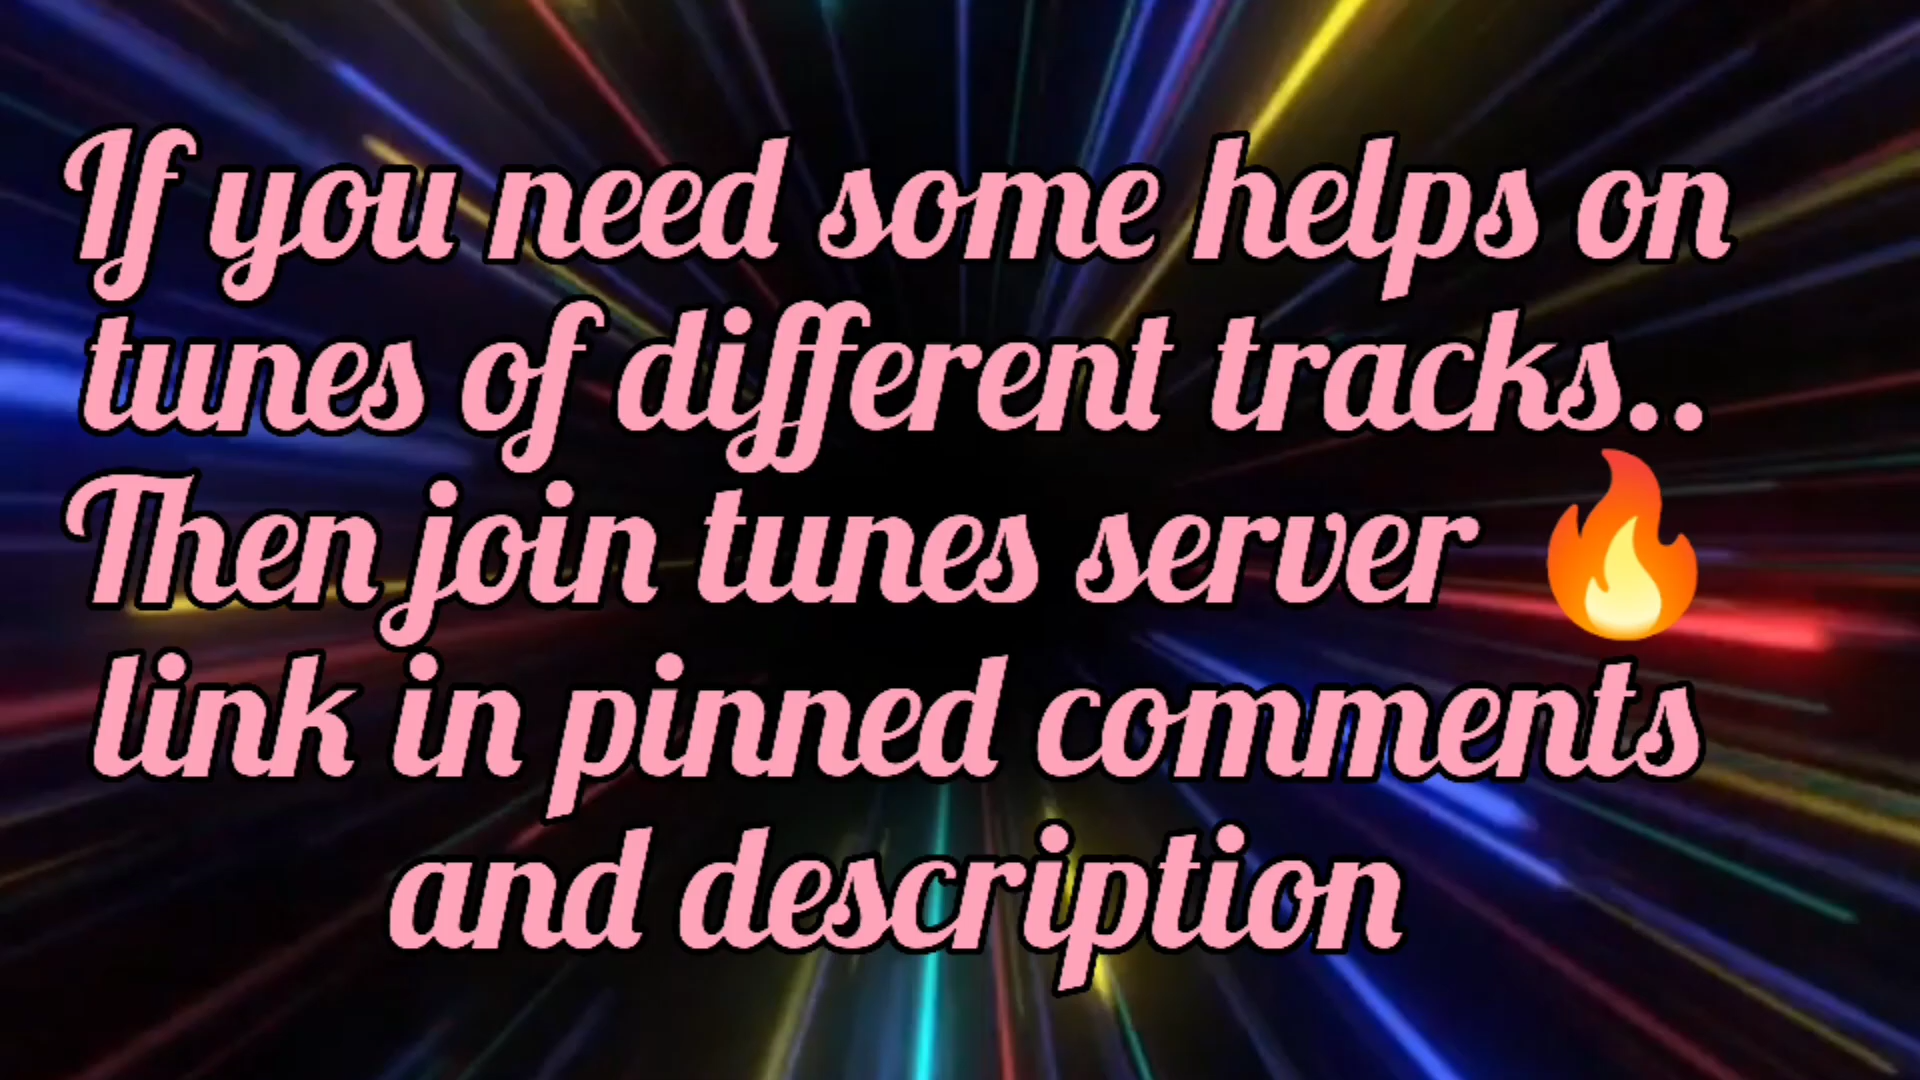 If you need some helps on
tunes of different tracks..
Then join tunes server 🔥
link in pinned comments
and description